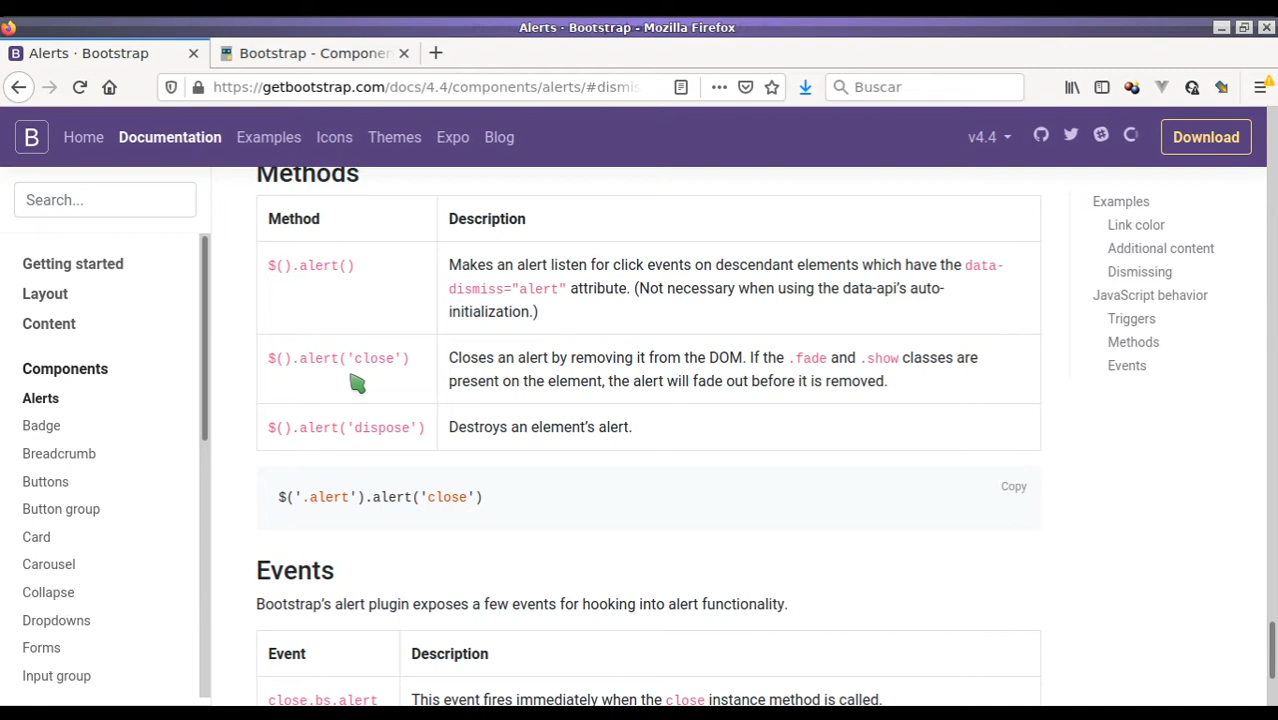 Alerts · Bootstrap - Mozilla Firefox
Alerts · Bootstrap
Bootstrap - Componen
https://getbootstrap.com/docs/4.4/components/alerts/#dismis
Buscar
B
Home
Documentation
Examples
Icons
Themes
Expo
Blog
v4.4
Download
Search...
Getting started
Layout
Content
Components
Alerts
Badge
Breadcrumb
Buttons
Button group
Card
Carousel
Collapse
Dropdowns
Forms
Input group
Methods
Method Description
$().alert() Makes an alert listen for click events on descendant elements which have the data-
dismiss="alert" attribute. (Not necessary when using the data-api's auto-
initialization.)
$().alert('close') Closes an alert by removing it from the DOM. If the .fade and .show classes are
present on the element, the alert will fade out before it is removed.
$().alert('dispose') Destroys an element's alert.
Copy
$('.alert').alert('close')
Events
Bootstrap's alert plugin exposes a few events for hooking into alert functionality.
Event Description
close.bs.alert This event fires immediately when the close instance method is called.
Examples
Link color
Additional content
Dismissing
JavaScript behavior
Triggers
Methods
Events